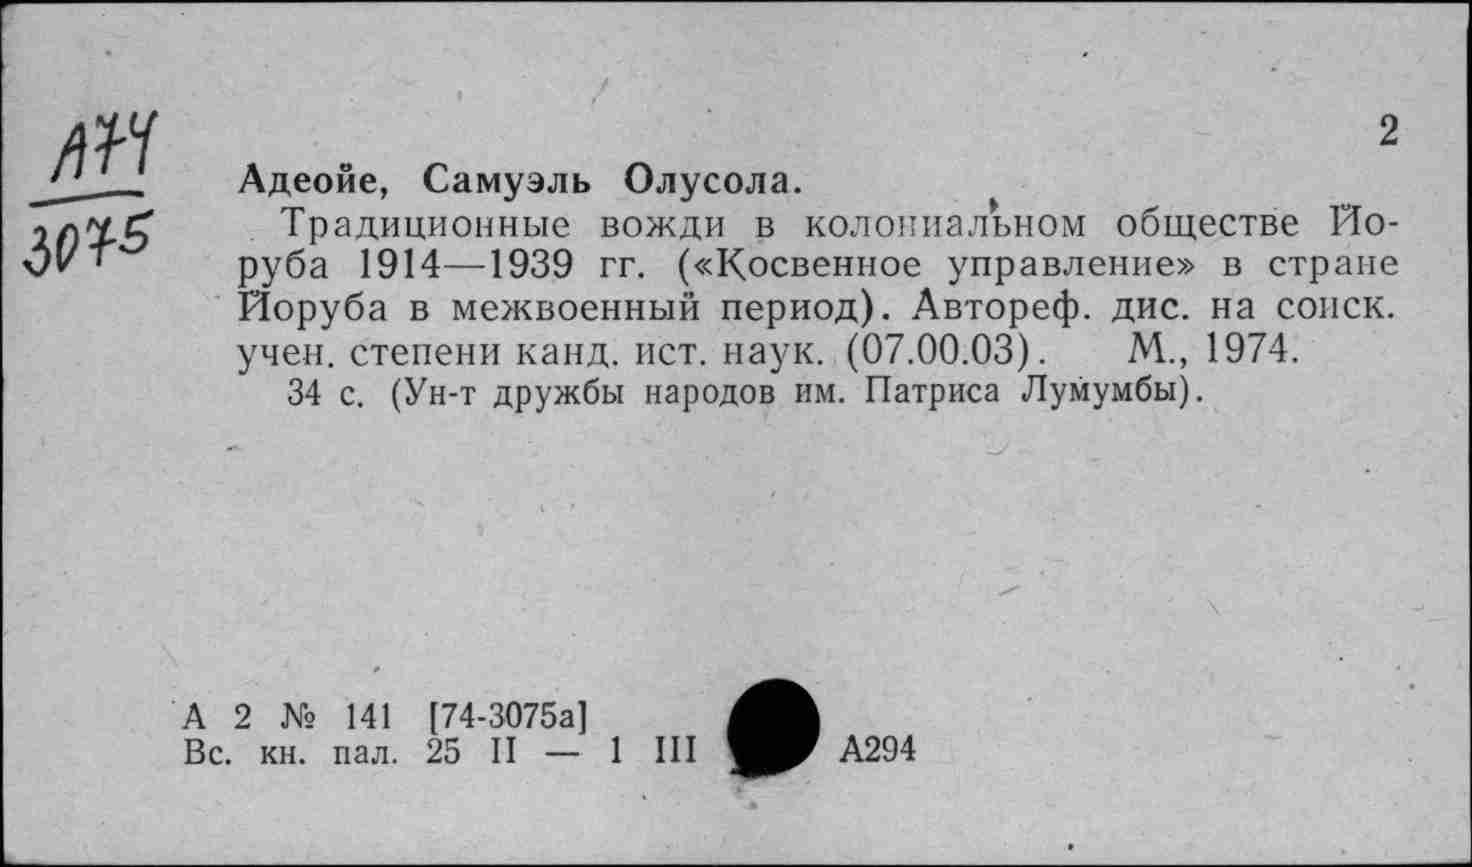 А74
3075
2
Адеойе, Самуэль Олусола.
Традиционные вожди в колониальном обществе Йо-
руба 1914—1939 гг. («Косвенное управление» в стране
Йоруба в межвоенный период). Автореф. дис. на соиск.
учен. степени канд. ист. наук. (07.00.03). М., 1974.
34 с. (Ун-т дружбы народов им. Патриса Лумумбы).
А 2 № 141 [74-3075а]
Вс. кн. пал. 25 II — 1 III А294